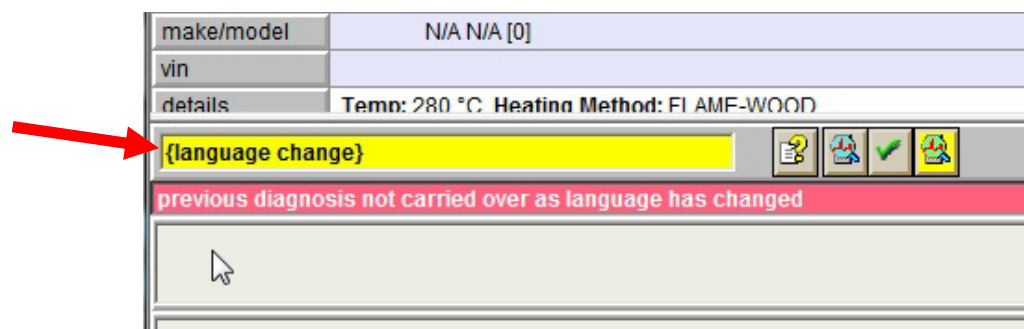 make/model N/A N/A [0]
vin
details Temp: 280 °C Heating Method: FLAME-WOOD
{language change}
previous diagnosis not carried over as language has changed